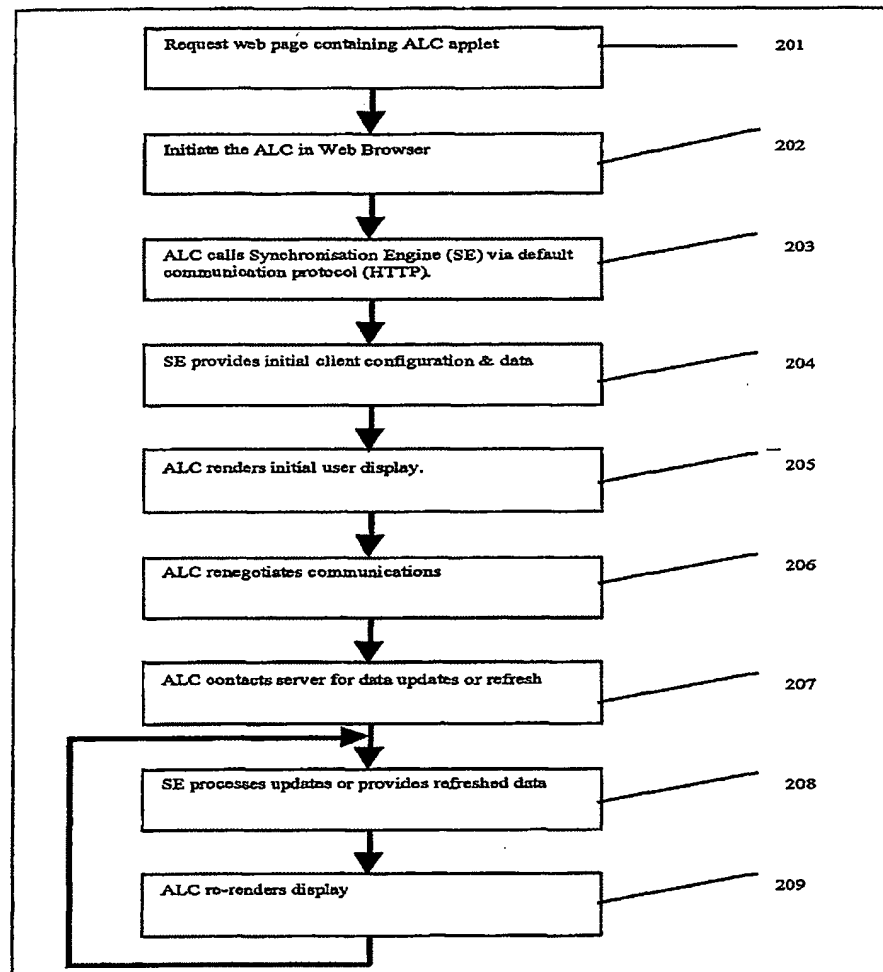 Request web page containing ALC applet
201
Initiate the ALC in Web Browser
202
ALC calls Synchronisation Engine (SE) via default
communication protocol (HTTP).
203
SE provides initial client configuration & data
204
ALC renders initial user display.
205
ALC renegotiates communications
206
ALC contacts server for data updates or refresh
207
SE processes updates or provides refreshed data
208
ALC re-renders display
209